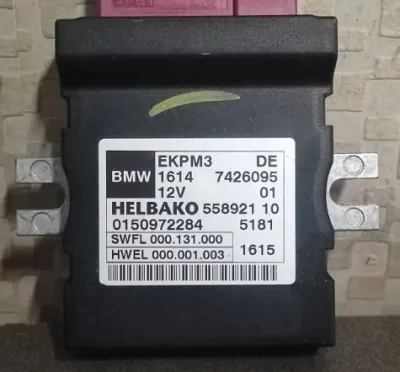 EKPM3 DE
BMW 1614 7426095
12V 01
HELBAKO 558921 10
0150972284 5181
SWFL 000.131.000
HWEL 000.001.003 1615